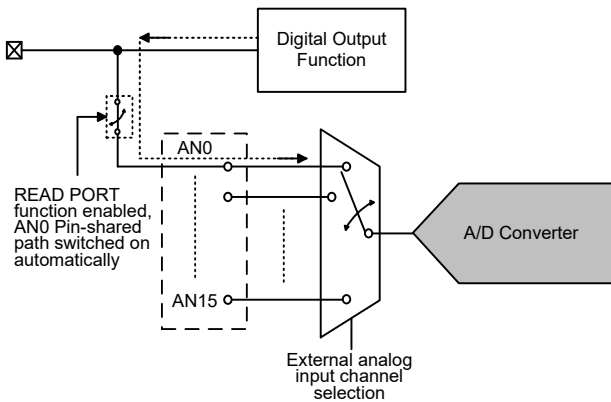 Digital Output
Function
AN0
READ PORT
function enabled,
AN0 Pin-shared
path switched on
automatically
A/D Converter
AN15
External analog
input channel
selection